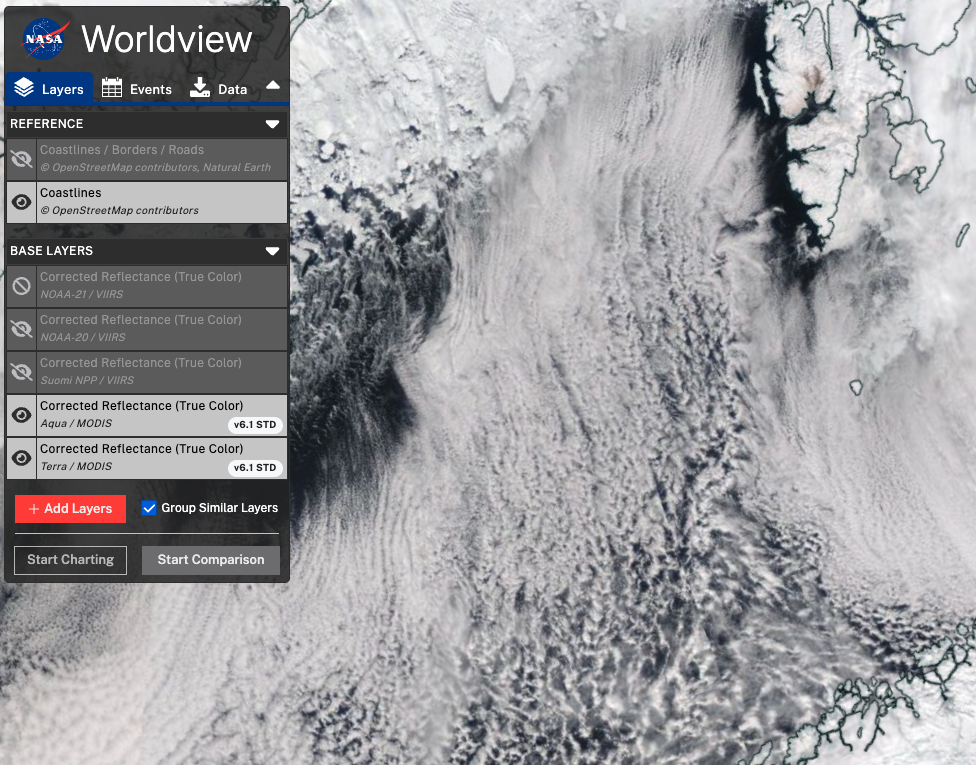 NASA
Worldview
Layers
Events
Data
REFERENCE
Coastlines / Borders / Roads
© OpenStreetMap contributors, Natural Earth
Coastlines
© OpenStreetMap contributors
BASE LAYERS
Corrected Reflectance (True Color)
NOAA-21 / VIIRS
Corrected Reflectance (True Color)
NOAA-20 / VIIRS
Corrected Reflectance (True Color)
Suomi NPP / VIIRS
Corrected Reflectance (True Color)
Aqua / MODIS v6.1 STD
Corrected Reflectance (True Color)
Terra / MODIS v6.1 STD
+ Add Layers Group Similar Layers
Start Charting Start Comparison